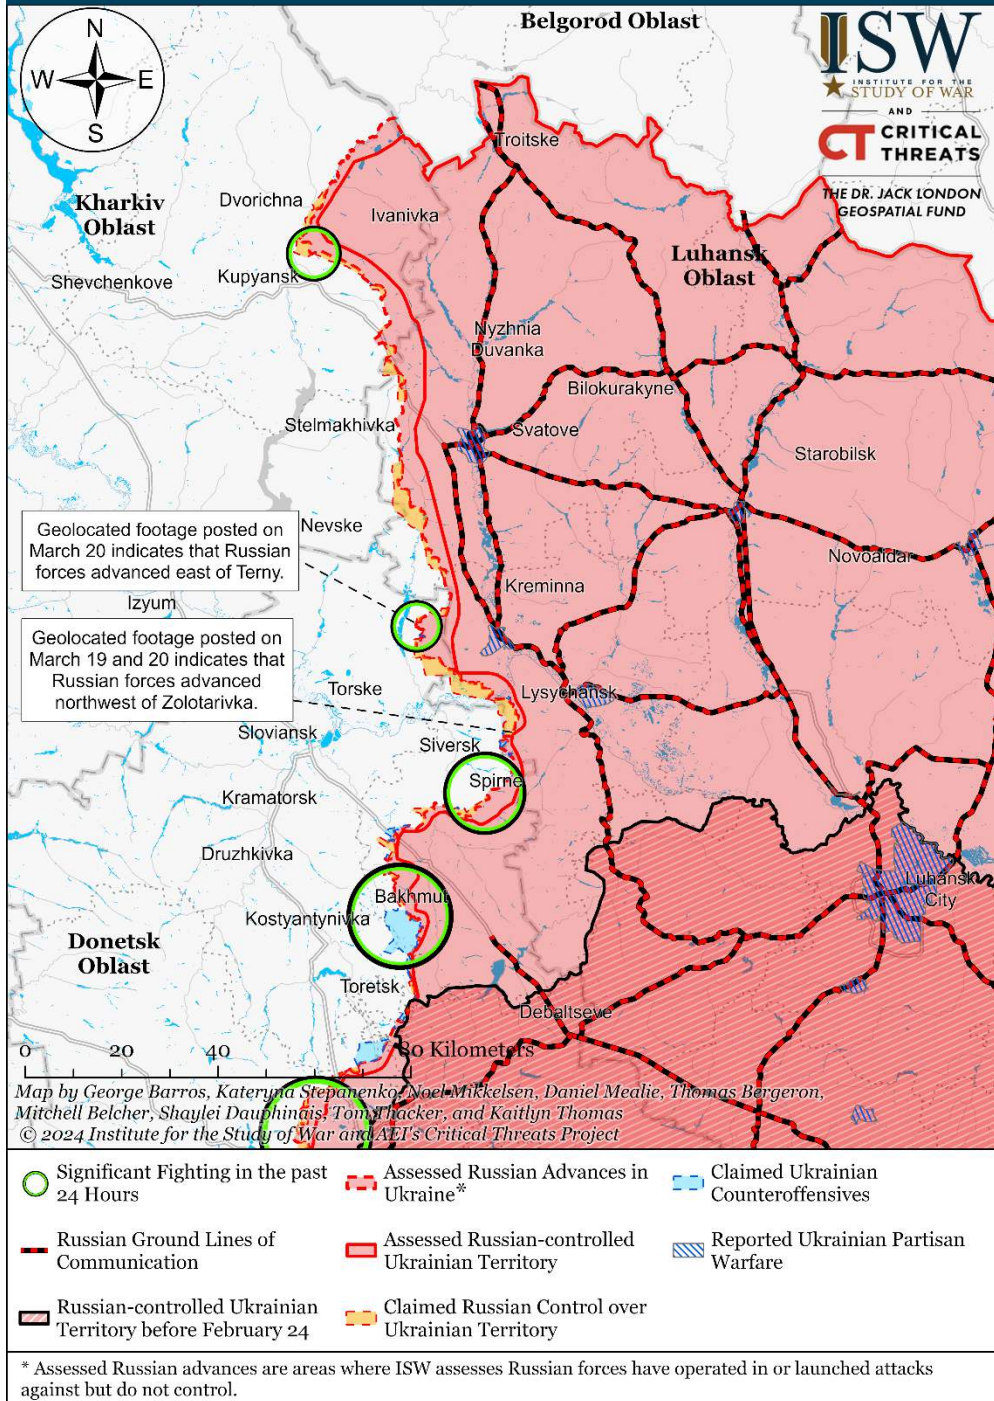 Belgorod Oblast
N
W
E
S
ISW
INSTITUTE FOR THE
STUDY OF WAR
AND
CT CRITICAL
THREATS
THE DR. JACK LONDON
GEOSPATIAL FUND
Troitske
Kharkiv
Oblast
Dvorichna
Ivanivka
Luhansk
Oblast
Shevchenkove
Kupyansk
Nyzhnia
Duvanka
Bilokurakyne
Stelmakhivka
Svatove
Starobilsk
Geolocated footage posted on
March 20 indicates that Russian
forces advanced east of Terny.
Nevske
Novoaidar
Kreminna
Izyum
Geolocated footage posted on
March 19 and 20 indicates that
Russian forces advanced
northwest of Zolotarivka.
Torske
Lysychansk
Sloviansk
Siversk
Spirne
Kramatorsk
Druzhkivka
Bakhmut
Luhansk
City
Kostyantynivka
Donetsk
Oblast
Toretsk
Debaltseve
0 20 40 80 Kilometers
Map by George Barros, Kateryna Stepanenko, Noel Mikkelsen, Daniel Mealie, Thomas Bergeron,
Mitchell Belcher, Shaylei Dauphinais, Tom Thacker, and Kaitlyn Thomas
© 2024 Institute for the Study of War and AEI's Critical Threats Project
Significant Fighting in the past
24 Hours
Assessed Russian Advances in
Ukraine*
Claimed Ukrainian
Counteroffensives
Russian Ground Lines of
Communication
Assessed Russian-controlled
Ukrainian Territory
Reported Ukrainian Partisan
Warfare
Russian-controlled Ukrainian
Territory before February 24
Claimed Russian Control over
Ukrainian Territory
* Assessed Russian advances are areas where ISW assesses Russian forces have operated in or launched attacks
against but do not control.